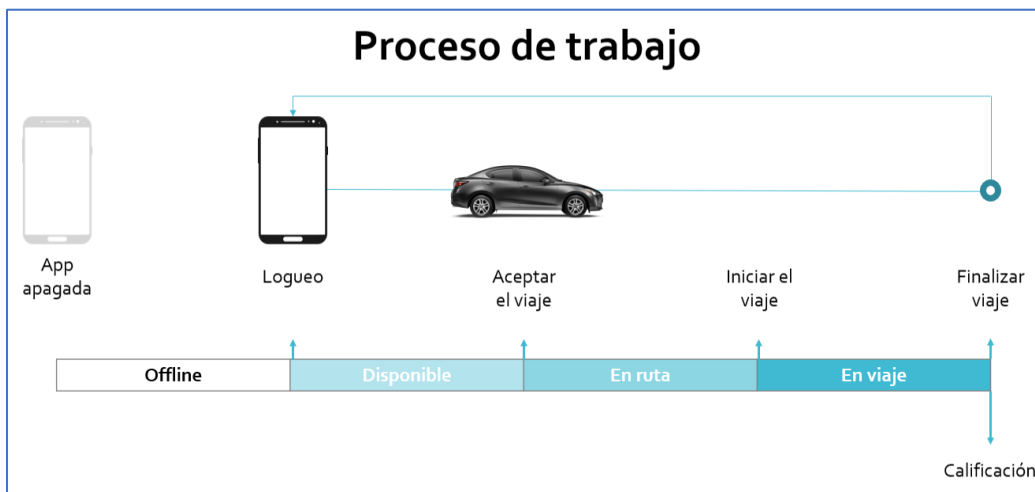 Proceso de trabajo
App
apagada
Logueo
Aceptar
el viaje
Iniciar el
viaje
Finalizar
viaje
Offline
Disponible
En ruta
En viaje
Calificación